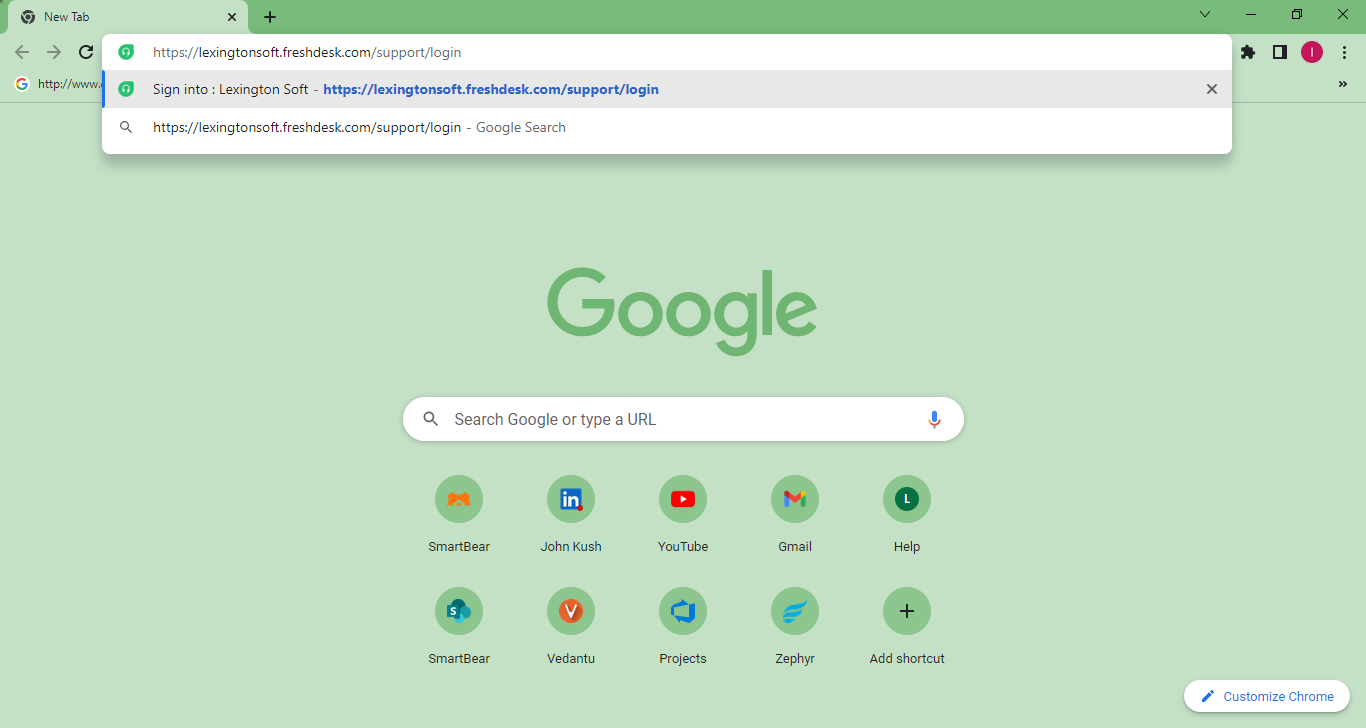 New Tab
https://lexingtonsoft.freshdesk.com/support/login
I
http://www.
Sign into : Lexington Soft - https://lexingtonsoft.freshdesk.com/support/login
https://lexingtonsoft.freshdesk.com/support/login - Google Search
Google
Search Google or type a URL
in
L
SmartBear
John Kush
YouTube
Gmail
Help
S
V
SmartBear
Vedantu
Projects
Zephyr
Add shortcut
Customize Chrome